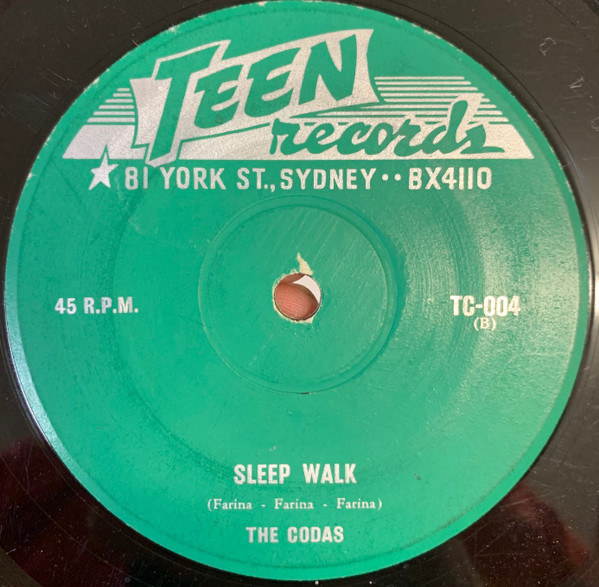 TEEN
records
★ 81 YORK ST., SYDNEY·· BX4110
45 R.P.M.
TC-004
(B)
SLEEP WALK
(Farina - Farina - Farina)
THE CODAS